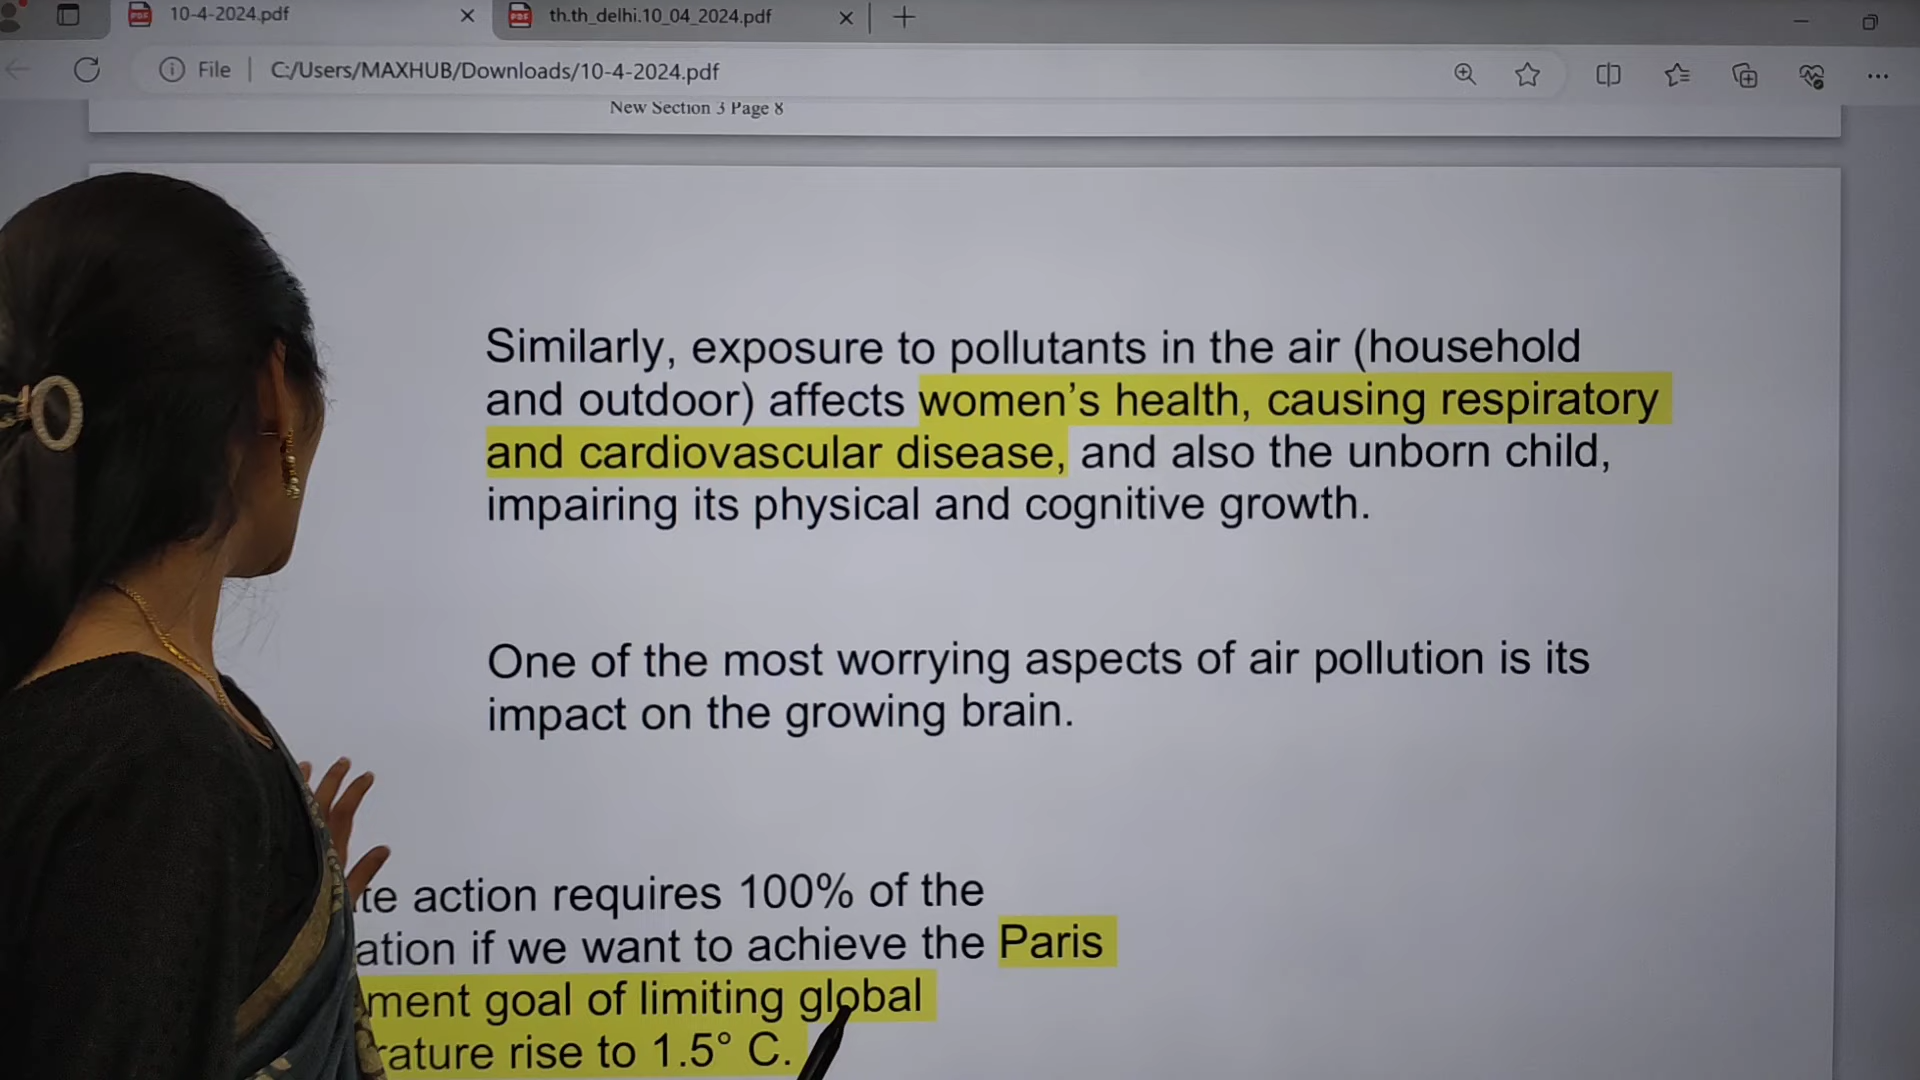 10-4-2024.pdf
th.th_delhi.10_04_2024.pdf
File
C:/Users/MAXHUB/Downloads/10-4-2024.pdf
New Section 3 Page 8
Similarly, exposure to pollutants in the air (household
and outdoor) affects women’s health, causing respiratory
and cardiovascular disease, and also the unborn child,
impairing its physical and cognitive growth.
One of the most worrying aspects of air pollution is its
impact on the growing brain.
action requires 100% of the
if we want to achieve the Paris
goal of limiting global
rise to 1.5° C.